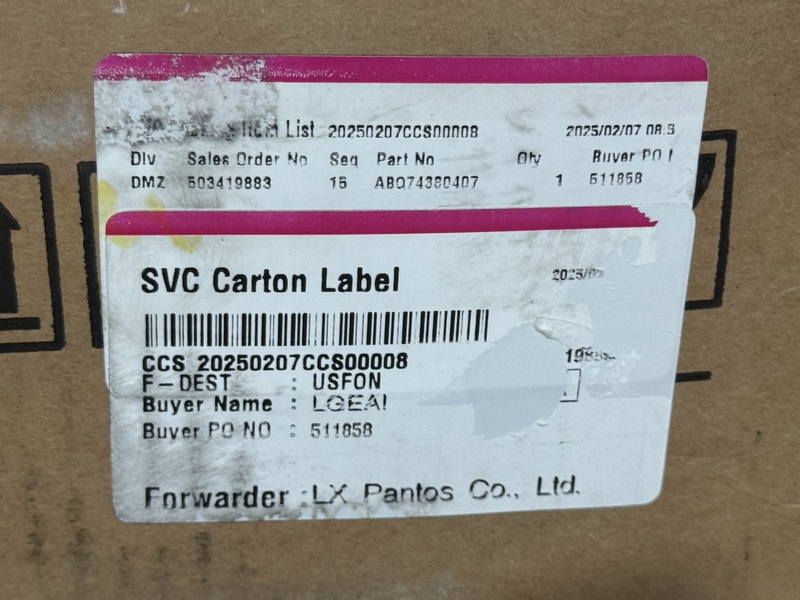 List 20250207CCS00008 2025/02/07 08.
Div Sales Order No Seq Part No Qty Buyer PO
DMZ 503419883 15 ABQ74380407 1 511858
SVC Carton Label 2025/02
CCS 20250207CCS00008
F-DEST : USFON
Buyer Name : LGEAI
Buyer PO NO : 511858
Forwarder : LX Pantos Co., Ltd.